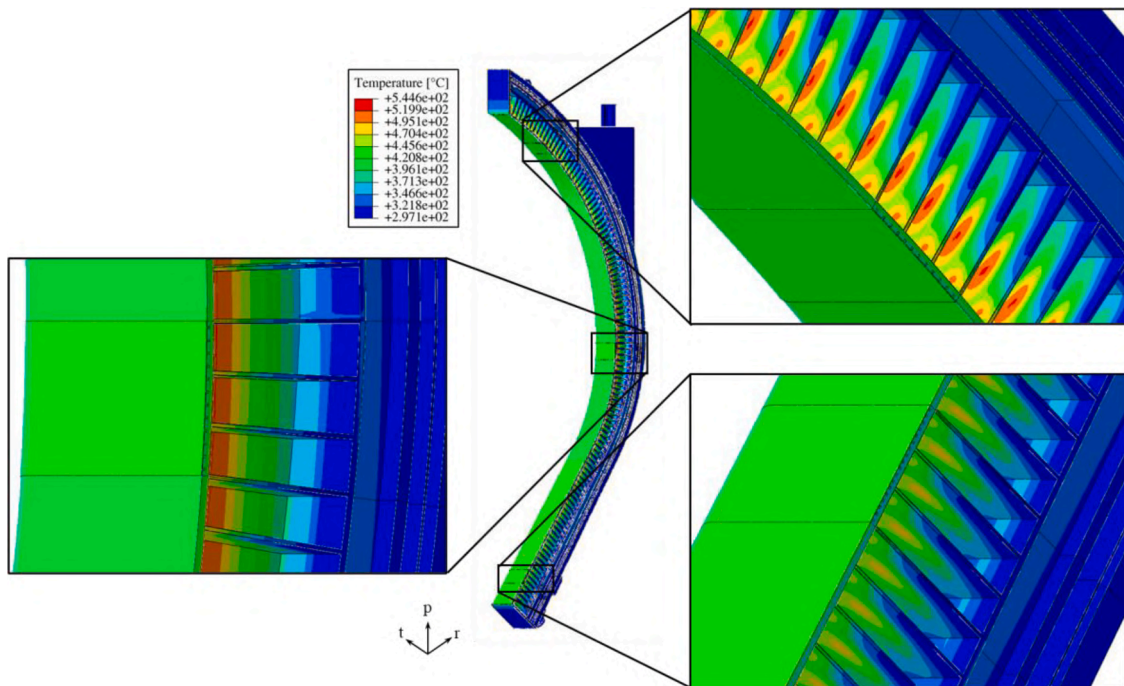 Temperature [°C]
+5.446e+02
+5.199e+02
+4.951e+02
+4.704e+02
+4.456e+02
+4.208e+02
+3.961e+02
+3.713e+02
+3.466e+02
+3.218e+02
+2.971e+02
p
t
r